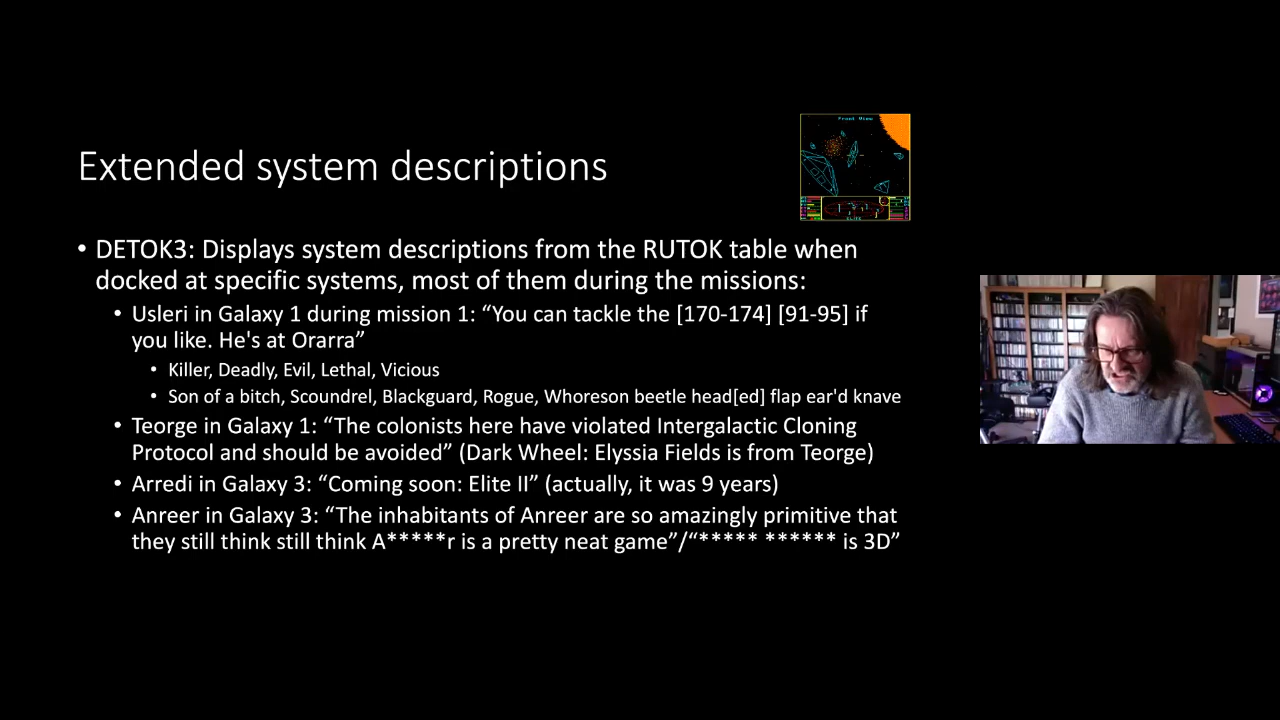 Front View
Extended system descriptions
• DETOK3: Displays system descriptions from the RUTOK table when
docked at specific systems, most of them during the missions:
• Usleri in Galaxy 1 during mission 1: “You can tackle the [170-174] [91-95] if
you like. He's at Orarra”
• Killer, Deadly, Evil, Lethal, Vicious
• Son of a bitch, Scoundrel, Blackguard, Rogue, Whoreson beetle head[ed] flap ear'd knave
• Teorge in Galaxy 1: “The colonists here have violated Intergalactic Cloning
Protocol and should be avoided” (Dark Wheel: Elyssia Fields is from Teorge)
• Arredi in Galaxy 3: “Coming soon: Elite II” (actually, it was 9 years)
• Anreer in Galaxy 3: “The inhabitants of Anreer are so amazingly primitive that
they still think still think A*****r is a pretty neat game”/“***** ****** is 3D”